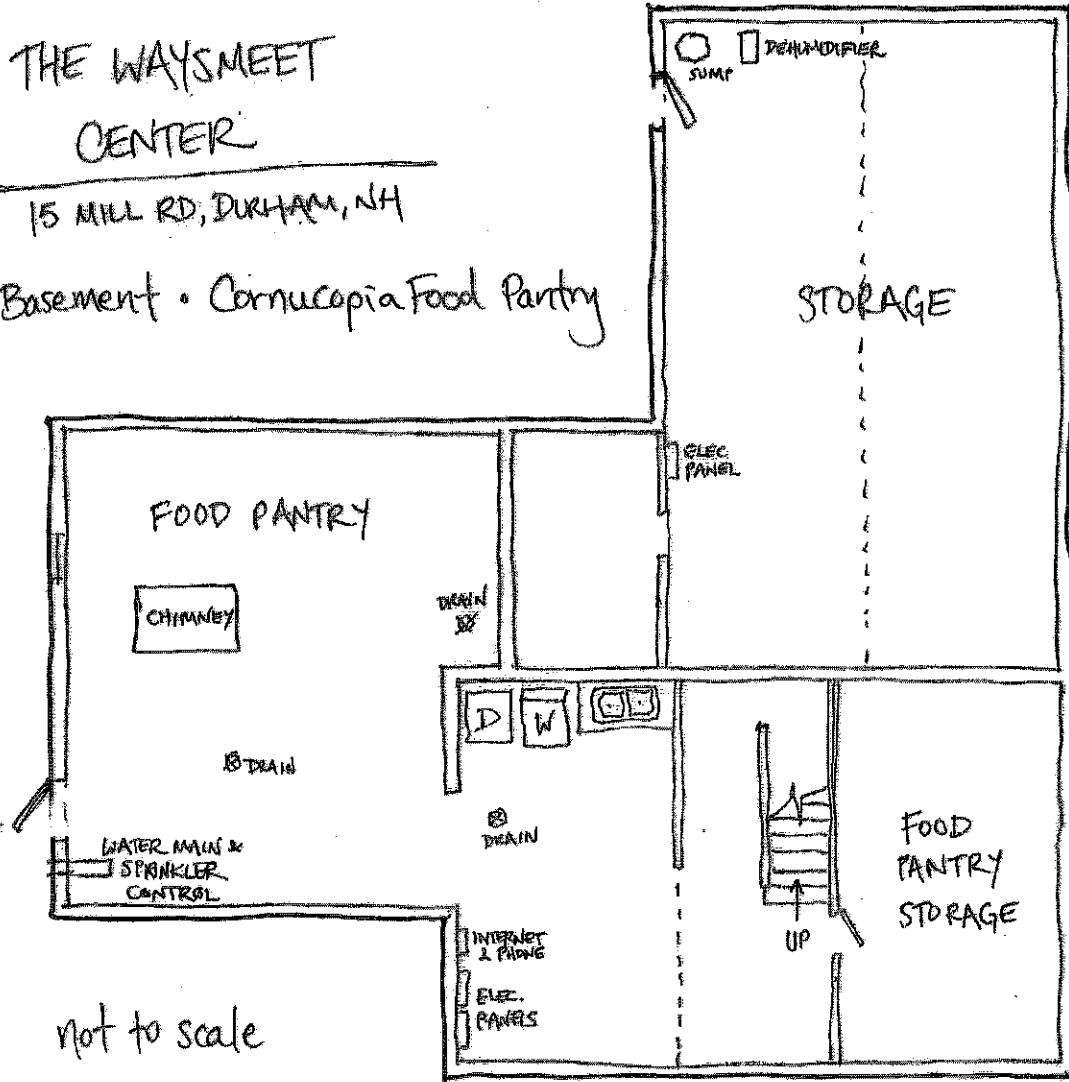 THE WAYSMEET
CENTER
15 MILL RD, DURHAM, NH
Basement • Cornucopia Food Pantry
SUMP
DEHUMIDIFIER
STORAGE
ELEC
PANEL
FOOD PANTRY
CHIMNEY
DRAIN
D
W
DRAIN
DRAIN
WATER MAIN &
SPRINKLER
CONTROL
INTERNET
& PHONE
ELEC.
PANELS
UP
FOOD
PANTRY
STORAGE
not to scale